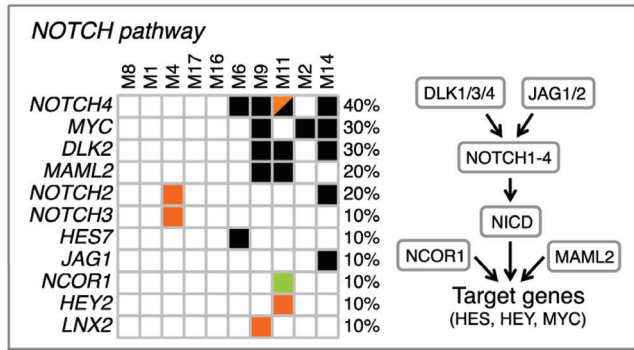 NOTCH pathway
M8 M1 M4 M17 M16 M6 M9 M11 M2 M14
NOTCH4 40%
MYC 30%
DLK2 30%
MAML2 20%
NOTCH2 20%
NOTCH3 10%
HES7 10%
JAG1 10%
NCOR1 10%
HEY2 10%
LNX2 10%
DLK1/3/4 JAG1/2
NOTCH1-4
NICD
NCOR1 MAML2
Target genes
(HES, HEY, MYC)